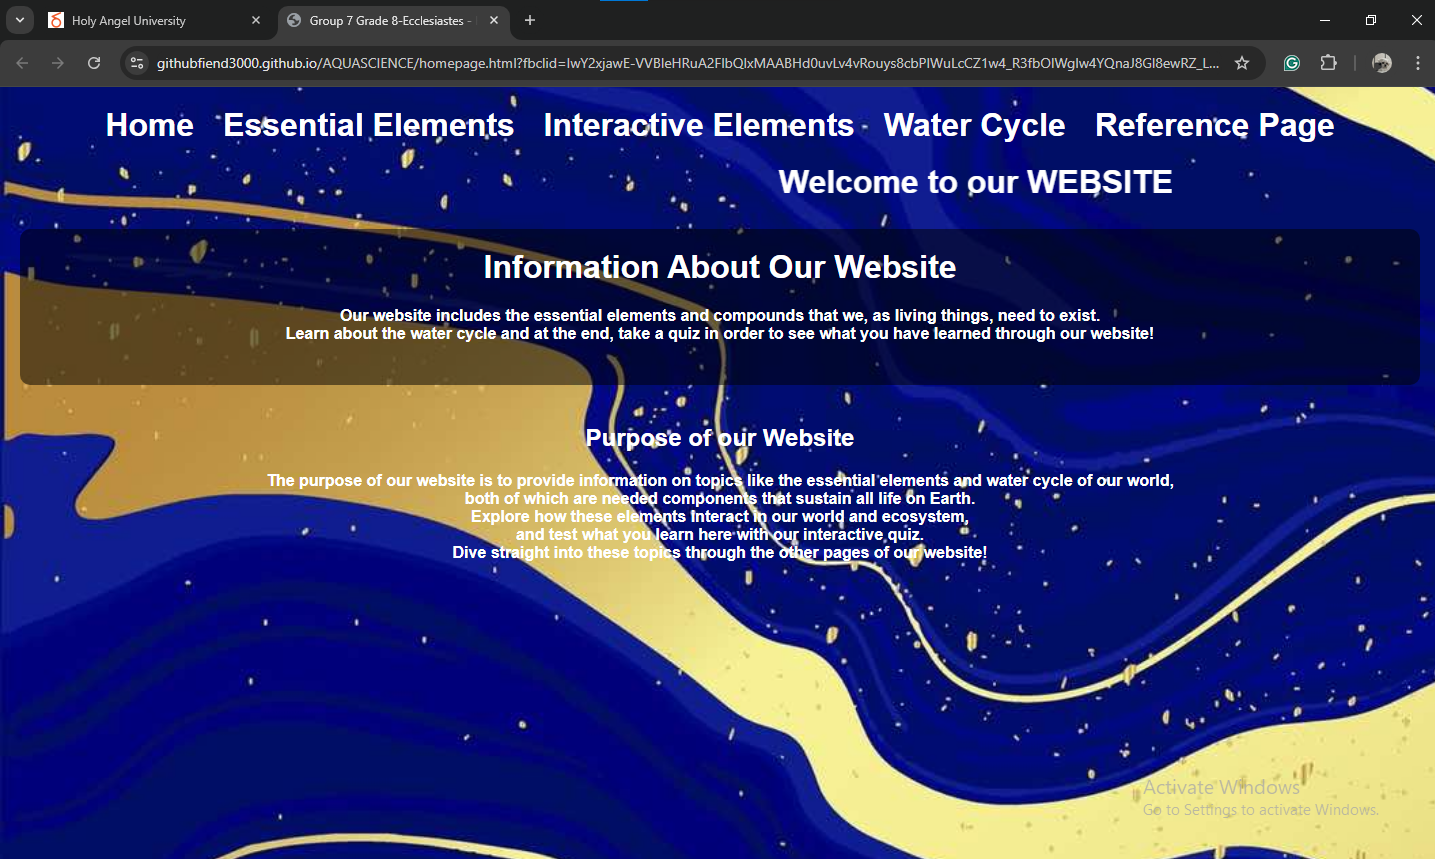 Holy Angel University
Group 7 Grade 8-Ecclesiastes -
githubfiend3000.github.io/AQUASCIENCE/homepage.html?fbclid=IwY2xjawE-VVBleHRuA2FlbQIxMAABHd0uvLv4vRouys8cbPlWuLcCZ1w4_R3fbOIWglw4YQnaJ8Gl8ewRZ_L...
Home Essential Elements Interactive Elements Water Cycle Reference Page
Welcome to our WEBSITE
Information About Our Website
Our website includes the essential elements and compounds that we, as living things, need to exist.
Learn about the water cycle and at the end, take a quiz in order to see what you have learned through our website!
Purpose of our Website
The purpose of our website is to provide information on topics like the essential elements and water cycle of our world,
both of which are needed components that sustain all life on Earth.
Explore how these elements interact in our world and ecosystem,
and test what you learn here with our interactive quiz.
Dive straight into these topics through the other pages of our website!
Activate Windows
Go to Settings to activate Windows.